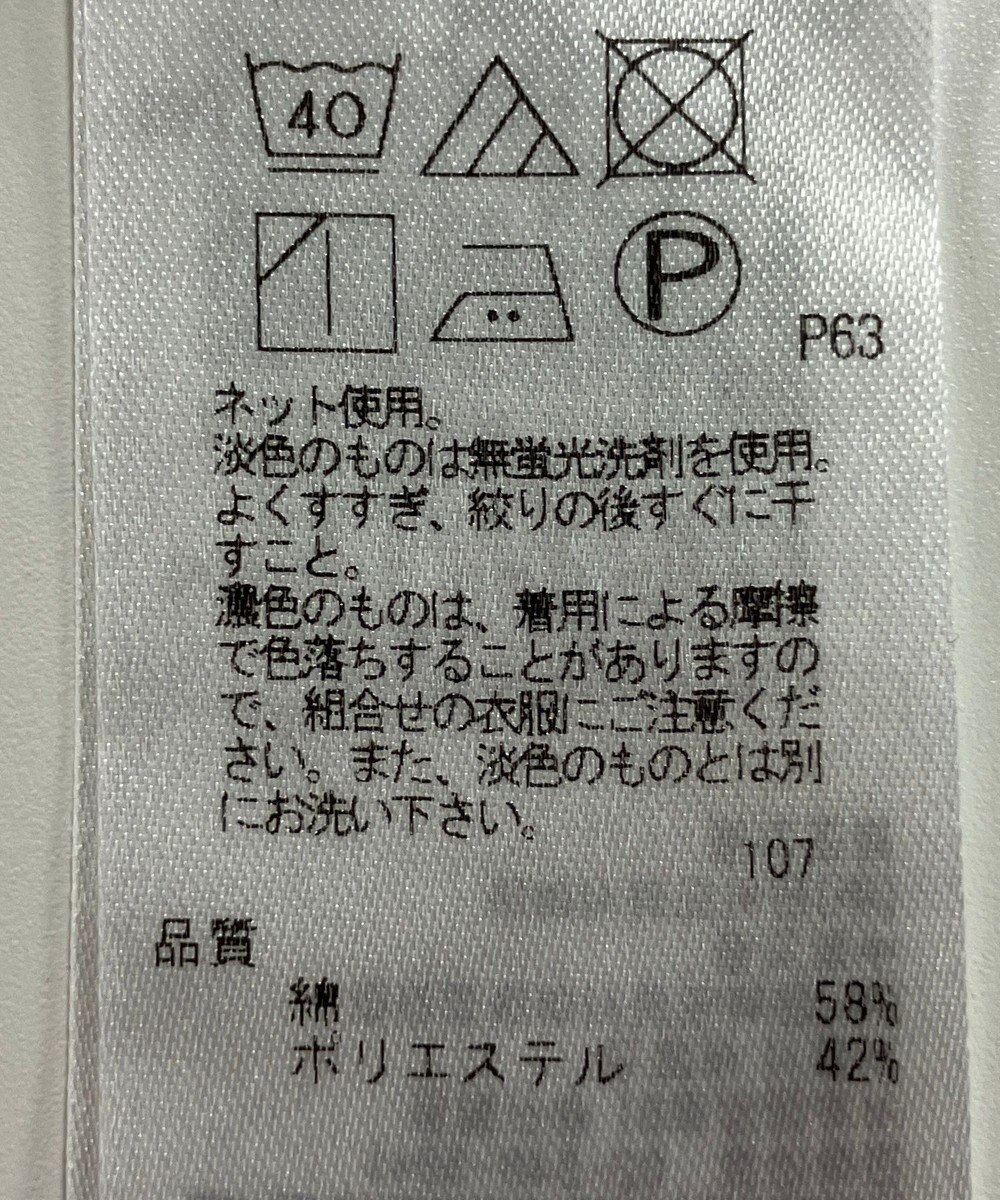 40
P
P63
ネット使用。
淡色のものは無蛍光洗剤を使用。
よくすすぎ、絞りの後すぐに干
すこと。
濃色のものは、着用による摩擦
で色落ちすることがありますの
で、組合せの衣服にご注意くだ
さい。また、淡色のものとは別
にお洗い下さい。
107
品質
綿 58%
ポリエステル 42%